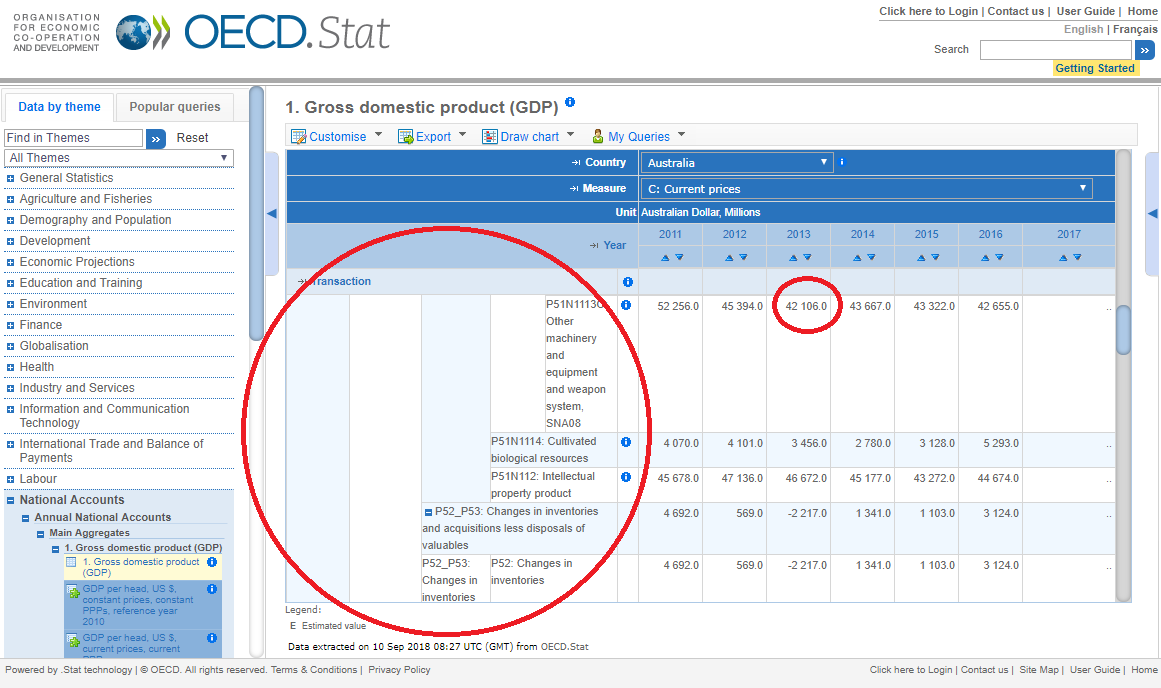 ORGANISATION
FOR ECONOMIC
CO-OPERATION
AND DEVELOPMENT
OECD.Stat
Click here to Login | Contact us | User Guide | Home
English | Français
Search
»
Getting Started
Data by theme
Popular queries
Find in Themes
»
Reset
All Themes
General Statistics
Agriculture and Fisheries
Demography and Population
Development
Economic Projections
Education and Training
Environment
Finance
Globalisation
Health
Industry and Services
Information and Communication
Technology
International Trade and Balance of
Payments
Labour
National Accounts
Annual National Accounts
Main Aggregates
1. Gross domestic product (GDP)
1. Gross domestic product
(GDP)
GDP per head, US $,
constant prices, constant
PPPs, reference year
2010
GDP per head, US $,
current prices, current
1. Gross domestic product (GDP)
Customise Export Draw chart My Queries
Country Australia
Measure C: Current prices
Unit Australian Dollar, Millions
Year 2011 2012 2013 2014 2015 2016 2017
Transaction
P51N1113O 52 256.0 45 394.0 42 106.0 43 667.0 43 322.0 42 655.0 ..
Other
machinery
and
equipment
and weapon
system,
SNA08
P51N1114: Cultivated 4 070.0 4 101.0 3 456.0 2 780.0 3 128.0 5 293.0 ..
biological resources
P51N112: Intellectual 45 678.0 47 136.0 46 672.0 45 177.0 43 272.0 44 674.0 ..
property product
P52_P53: Changes in inventories 4 692.0 569.0 -2 217.0 1 341.0 1 103.0 3 124.0 ..
and acquisitions less disposals of
valuables
P52_P53: P52: Changes in 4 692.0 569.0 -2 217.0 1 341.0 1 103.0 3 124.0 ..
Changes in inventories
inventories
Legend:
E Estimated value
Data extracted on 10 Sep 2018 08:27 UTC (GMT) from OECD.Stat
Powered by .Stat technology | © OECD. All rights reserved. Terms & Conditions | Privacy Policy
Click here to Login | Contact us | Site Map | User Guide | Home